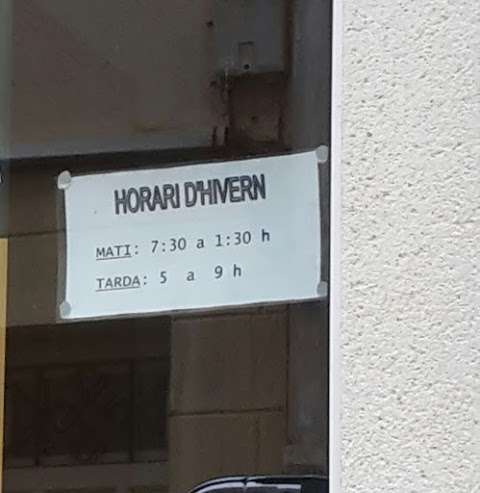 HORARI D'HIVERN
MATI: 7:30 a 1:30 h
TARDA: 5 a 9 h